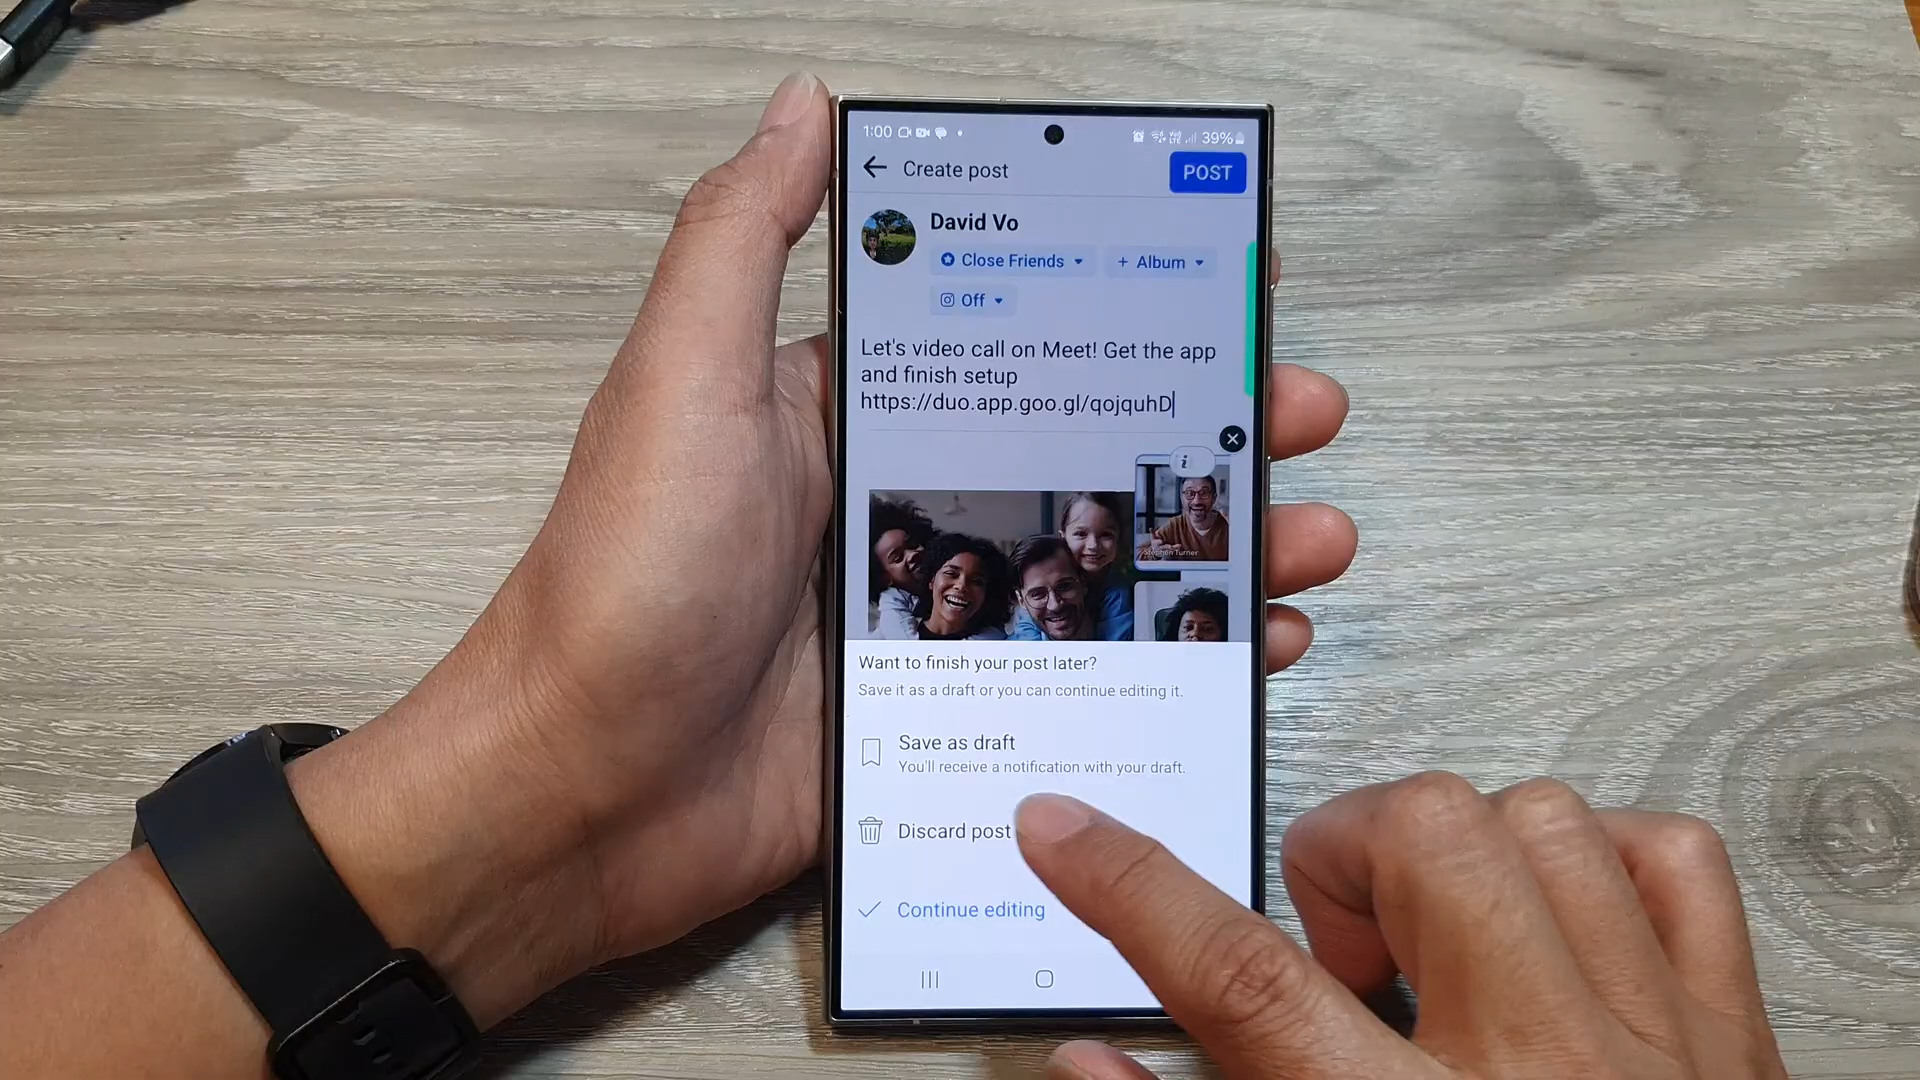 1:00
39%
Create post
POST
David Vo
Close Friends
+ Album
Off
Let's video call on Meet! Get the app
and finish setup
https://duo.app.goo.gl/qojquhD
i
Stephen Turner
Want to finish your post later?
Save it as a draft or you can continue editing it.
Save as draft
You'll receive a notification with your draft.
Discard post
Continue editing